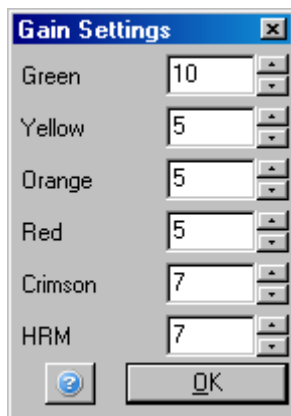 Gain Settings
Green 10
Yellow 5
Orange 5
Red 5
Crimson 7
HRM 7
? OK